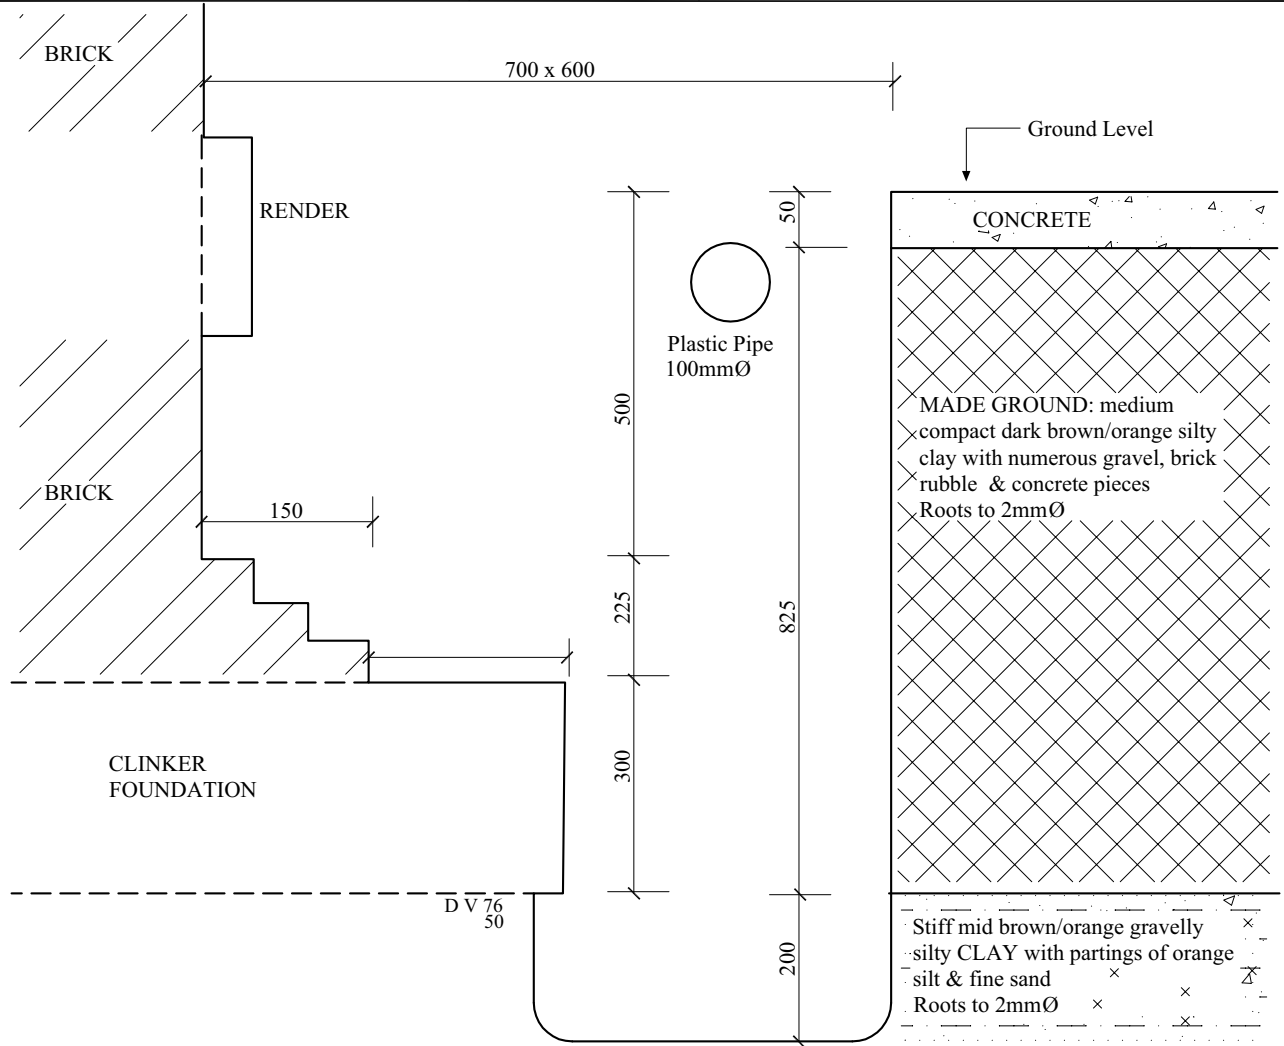 BRICK
700 x 600
Ground Level
50
CONCRETE
RENDER
Plastic Pipe
100mmØ
500
MADE GROUND: medium
compact dark brown/orange silty
clay with numerous gravel, brick
rubble & concrete pieces
Roots to 2mmØ
BRICK
150
225
825
300
CLINKER
FOUNDATION
D V 76
50
200
Stiff mid brown/orange gravelly
silty CLAY with partings of orange
silt & fine sand
Roots to 2mmØ